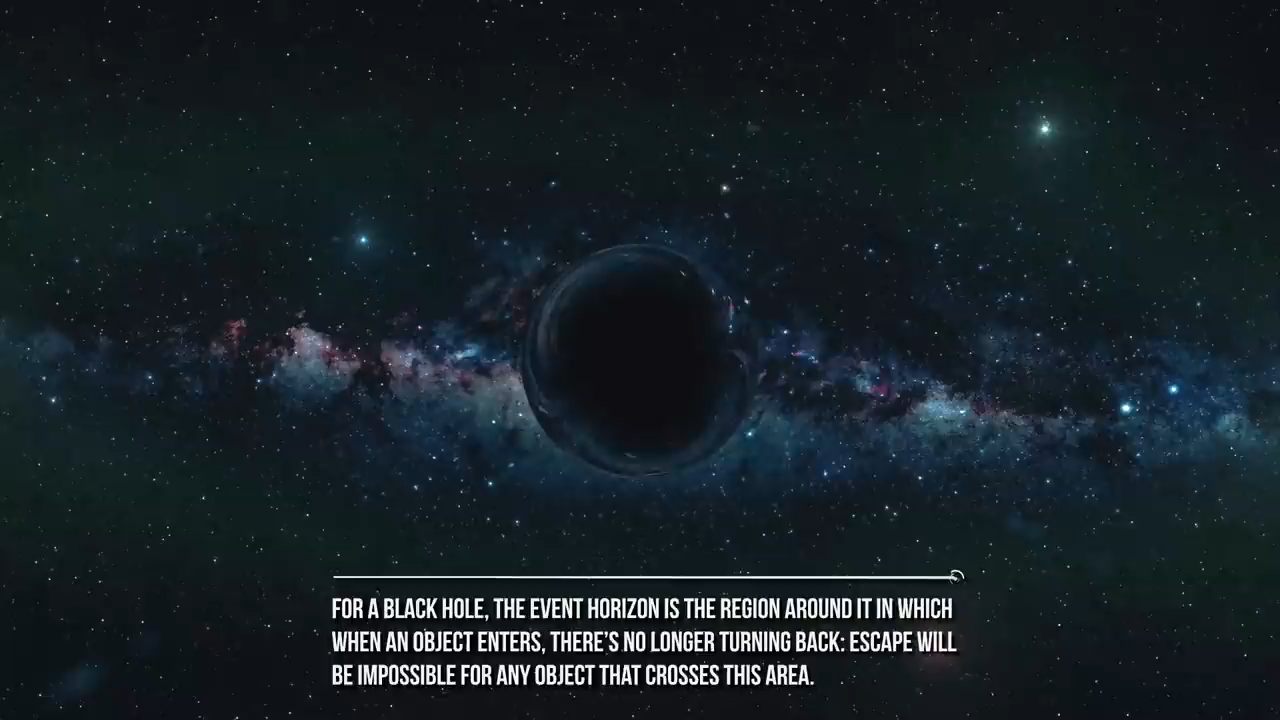 FOR A BLACK HOLE, THE EVENT HORIZON IS THE REGION AROUND IT IN WHICH
WHEN AN OBJECT ENTERS, THERE'S NO LONGER TURNING BACK: ESCAPE WILL
BE IMPOSSIBLE FOR ANY OBJECT THAT CROSSES THIS AREA.